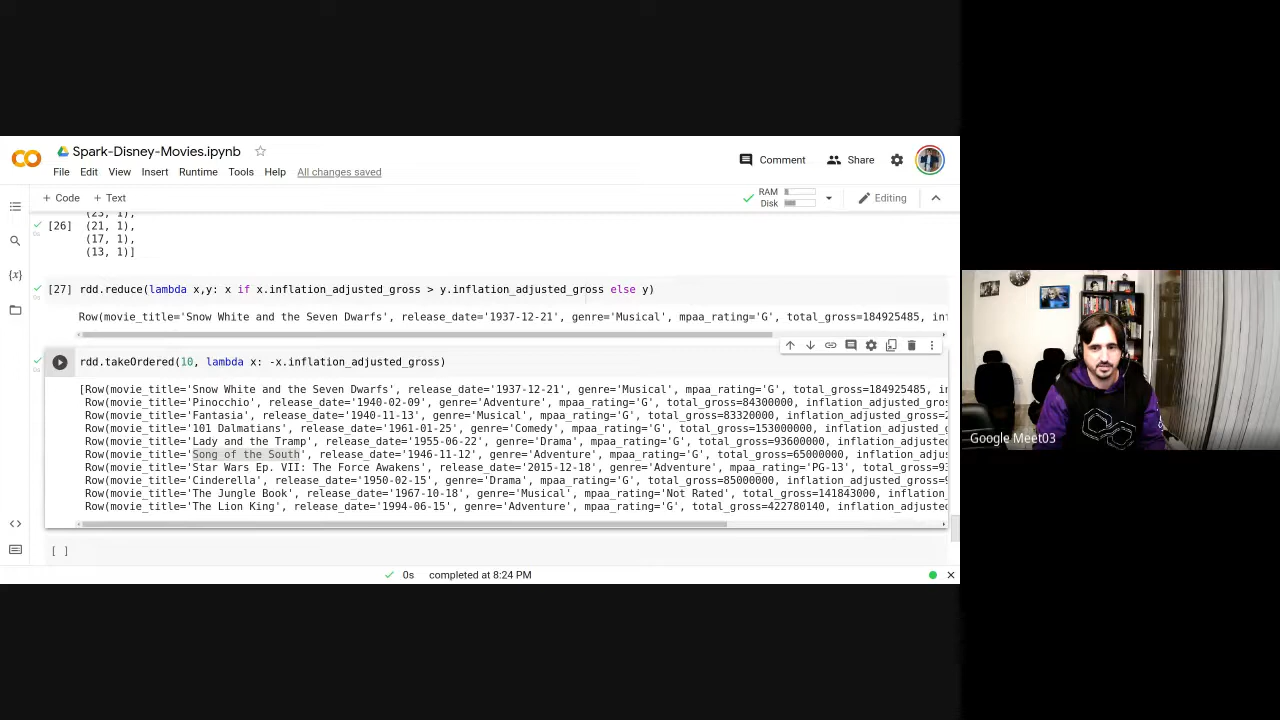 Spark-Disney-Movies.ipynb
File Edit View Insert Runtime Tools Help All changes saved
Comment Share
+ Code + Text
RAM
Disk
Editing
(23, 1),
[26] (21, 1),
(17, 1),
(13, 1)]
[27] rdd.reduce(lambda x,y: x if x.inflation_adjusted_gross > y.inflation_adjusted_gross else y)
Row(movie_title='Snow White and the Seven Dwarfs', release_date='1937-12-21', genre='Musical', mpaa_rating='G', total_gross=184925485, inf
rdd.takeOrdered(10, lambda x: -x.inflation_adjusted_gross)
[Row(movie_title='Snow White and the Seven Dwarfs', release_date='1937-12-21', genre='Musical', mpaa_rating='G', total_gross=184925485, in
Row(movie_title='Pinocchio', release_date='1940-02-09', genre='Adventure', mpaa_rating='G', total_gross=84300000, inflation_adjusted_gross
Row(movie_title='Fantasia', release_date='1940-11-13', genre='Musical', mpaa_rating='G', total_gross=83320000, inflation_adjusted_gross=2
Row(movie_title='101 Dalmatians', release_date='1961-01-25', genre='Comedy', mpaa_rating='G', total_gross=153000000, inflation_adjusted_g
Row(movie_title='Lady and the Tramp', release_date='1955-06-22', genre='Drama', mpaa_rating='G', total_gross=93600000, inflation_adjusted
Row(movie_title='Song of the South', release_date='1946-11-12', genre='Adventure', mpaa_rating='G', total_gross=65000000, inflation_adjus
Row(movie_title='Star Wars Ep. VII: The Force Awakens', release_date='2015-12-18', genre='Adventure', mpaa_rating='PG-13', total_gross=93
Row(movie_title='Cinderella', release_date='1950-02-15', genre='Drama', mpaa_rating='G', total_gross=85000000, inflation_adjusted_gross=
Row(movie_title='The Jungle Book', release_date='1967-10-18', genre='Musical', mpaa_rating='Not Rated', total_gross=141843000, inflation_
Row(movie_title='The Lion King', release_date='1994-06-15', genre='Adventure', mpaa_rating='G', total_gross=422780140, inflation_adjusted
[ ]
0s completed at 8:24 PM
Google Meet03